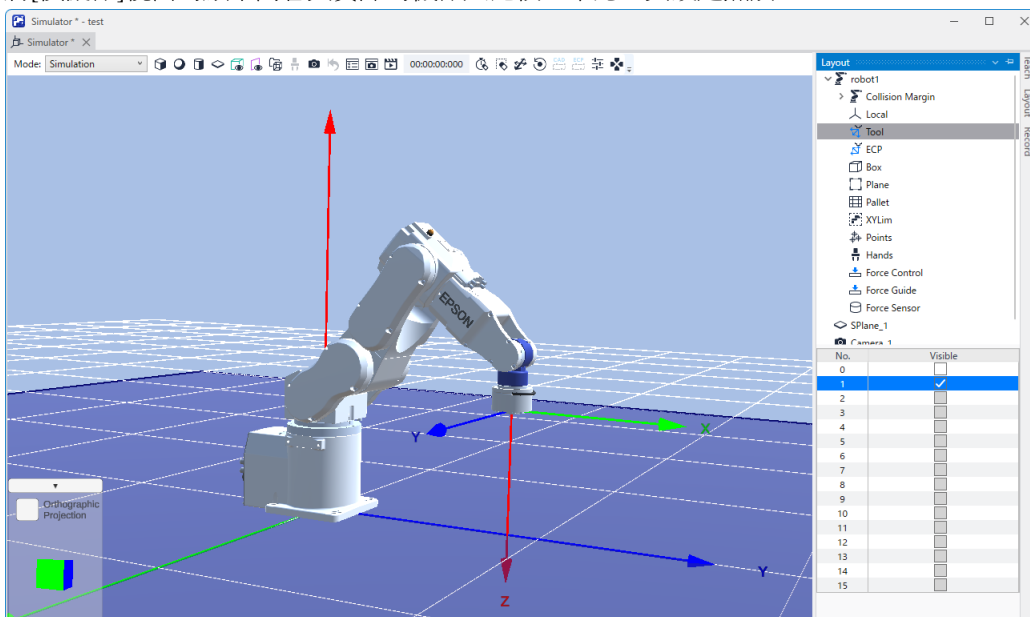 Simulator * - test
Simulator *
Mode: Simulation
00:00:00:000
CAD
ECP
Layout
robot1
Collision Margin
Local
Tool
ECP
Box
Plane
Pallet
XYLim
Points
Hands
Force Control
Force Guide
Force Sensor
SPlane_1
Camera_1
Teach
Layout
Record
No. Visible
0
1
2
3
4
5
6
7
8
9
10
11
12
13
14
15
EPSON
Y
X
Z
Y
Orthographic
Projection